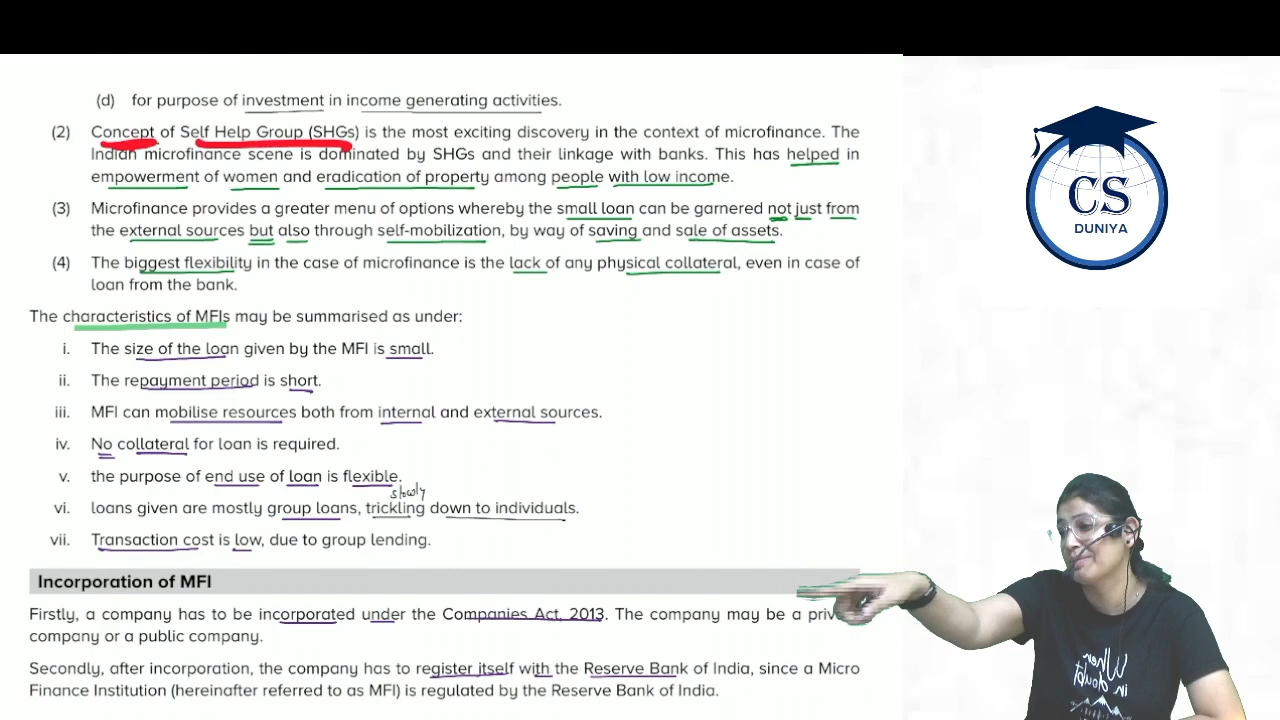 (d) for purpose of investment in income generating activities.
(2) Concept of Self Help Group (SHGs) is the most exciting discovery in the context of microfinance. The
Indian microfinance scene is dominated by SHGs and their linkage with banks. This has helped in
empowerment of women and eradication of property among people with low income.
(3) Microfinance provides a greater menu of options whereby the small loan can be garnered not just from
the external sources but also through self-mobilization, by way of saving and sale of assets.
(4) The biggest flexibility in the case of microfinance is the lack of any physical collateral, even in case of
loan from the bank.
The characteristics of MFIs may be summarised as under:
i. The size of the loan given by the MFI is small.
ii. The repayment period is short.
iii. MFI can mobilise resources both from internal and external sources.
iv. No collateral for loan is required.
v. the purpose of end use of loan is flexible.
slowly
vi. loans given are mostly group loans, trickling down to individuals.
vii. Transaction cost is low, due to group lending.
Incorporation of MFI
Firstly, a company has to be incorporated under the Companies Act, 2013. The company may be a
company or a public company.
Secondly, after incorporation, the company has to register itself with the Reserve Bank of India, since a Micro
Finance Institution (hereinafter referred to as MFI) is regulated by the Reserve Bank of India.
CS
DUNIYA
When
in doubt